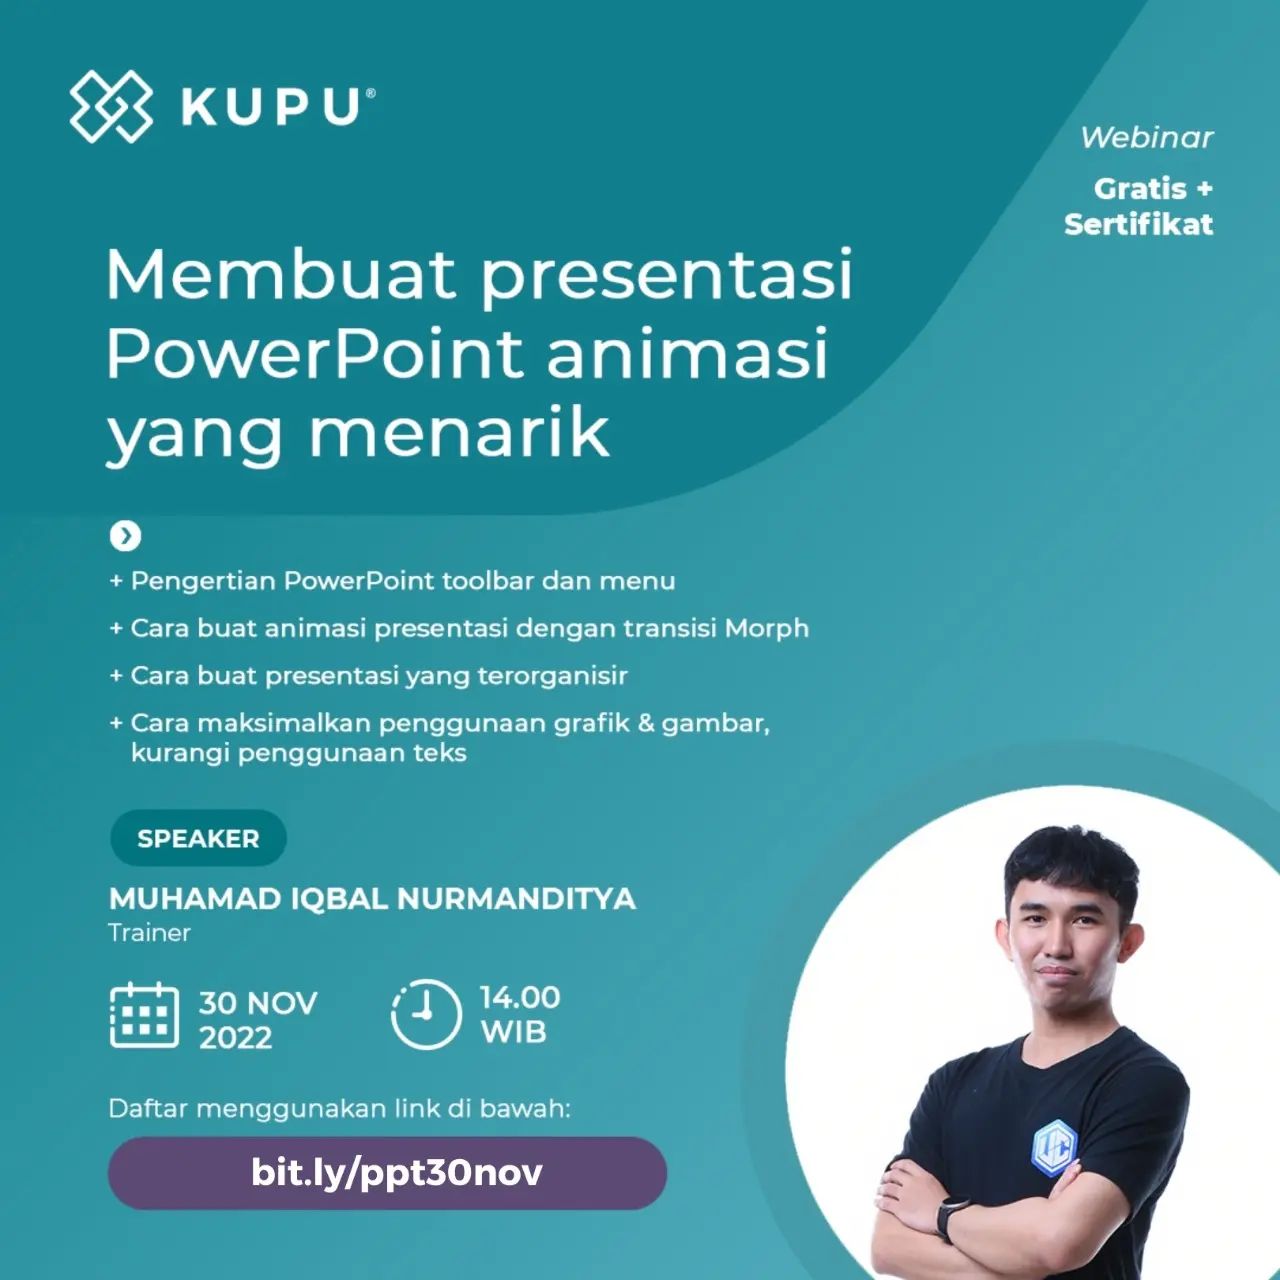 KUPU®
Webinar
Gratis +
Sertifikat
Membuat presentasi
PowerPoint animasi
yang menarik
+ Pengertian PowerPoint toolbar dan menu
+ Cara buat animasi presentasi dengan transisi Morph
+ Cara buat presentasi yang terorganisir
+ Cara maksimalkan penggunaan grafik & gambar,
kurangi penggunaan teks
SPEAKER
MUHAMAD IQBAL NURMANDITYA
Trainer
30 NOV
2022
14.00
WIB
Daftar menggunakan link di bawah:
bit.ly/ppt30nov